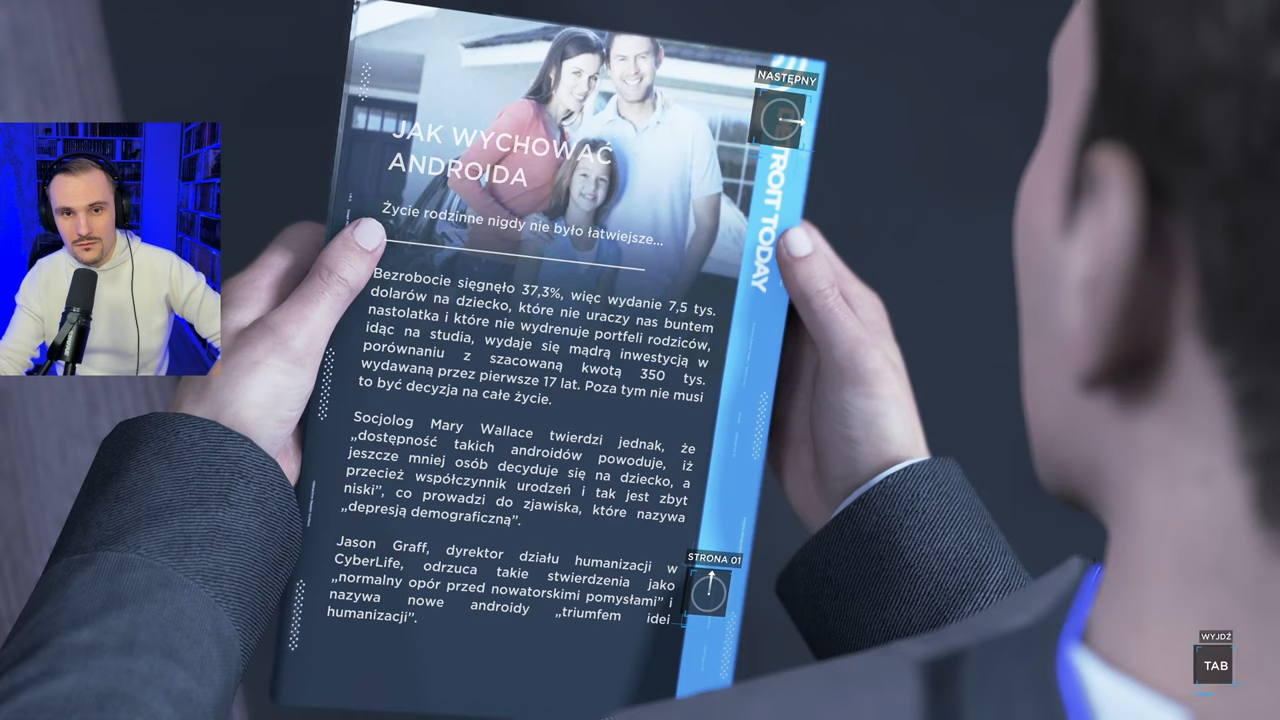 NASTĘPNY
JAK WYCHOWAĆ
ANDROIDA
Życie rodzinne nigdy nie było łatwiejsze...
TROIT TODAY
Bezrobocie sięgnęło 37,3%, więc wydanie 7,5 tys.
dolarów na dziecko, które nie uraczy nas buntem
nastolatka i które nie wydrenuje portfeli rodziców,
idąc na studia, wydaje się mądrą inwestycją w
porównaniu z szacowaną kwotą 350 tys.
wydawaną przez pierwsze 17 lat. Poza tym nie musi
to być decyzja na całe życie.
Socjolog Mary Wallace twierdzi jednak, że
„dostępność takich androidów powoduje, iż
jeszcze mniej osób decyduje się na dziecko, a
przecież współczynnik urodzeń i tak jest zbyt
niski”, co prowadzi do zjawiska, które nazywa
„depresją demograficzną”.
Jason Graff, dyrektor działu humanizacji w
CyberLife, odrzuca takie stwierdzenia jako
„normalny opór przed nowatorskimi pomysłami” i
nazywa nowe androidy „triumfem idei
humanizacji”.
STRONA 01
WYJDŹ
TAB